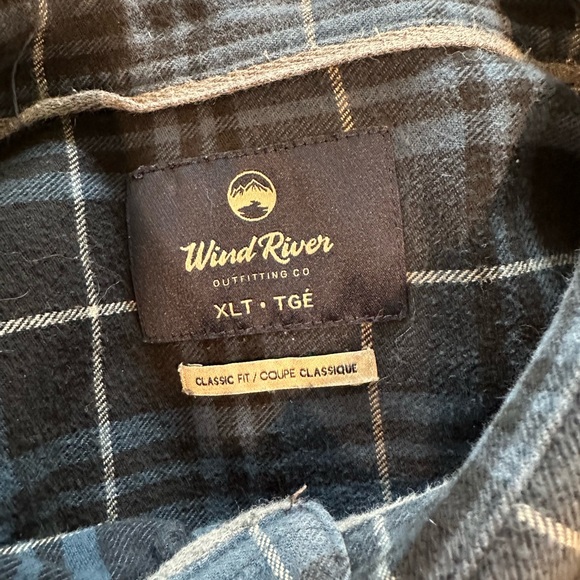 Wind River
OUTFITTING CO
XLT • TGÉ
CLASSIC FIT / COUPE CLASSIQUE